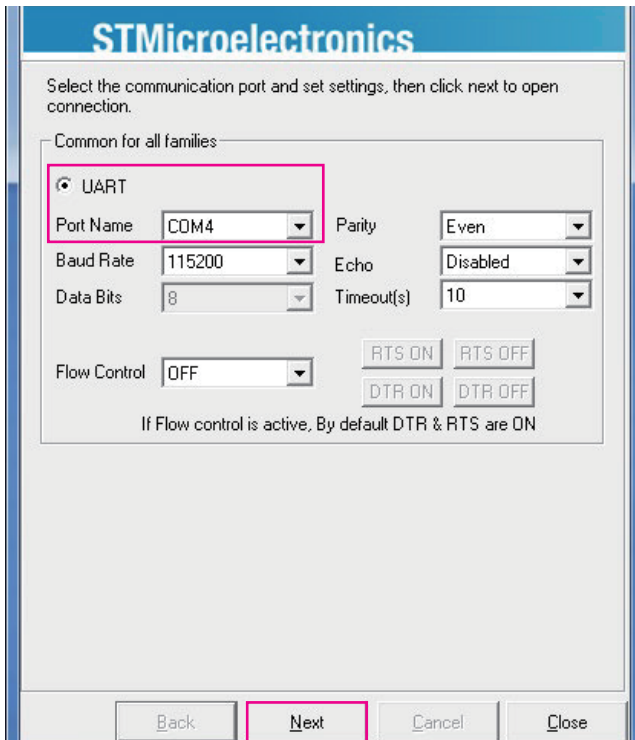 STMicroelectronics
Select the communication port and set settings, then click next to open
connection.
Common for all families
UART
Port Name COM4 Parity Even
Baud Rate 115200 Echo Disabled
Data Bits 8 Timeout(s) 10
RTS ON RTS OFF
Flow Control OFF
DTR ON DTR OFF
If Flow control is active, By default DTR & RTS are ON
Back Next Cancel Close